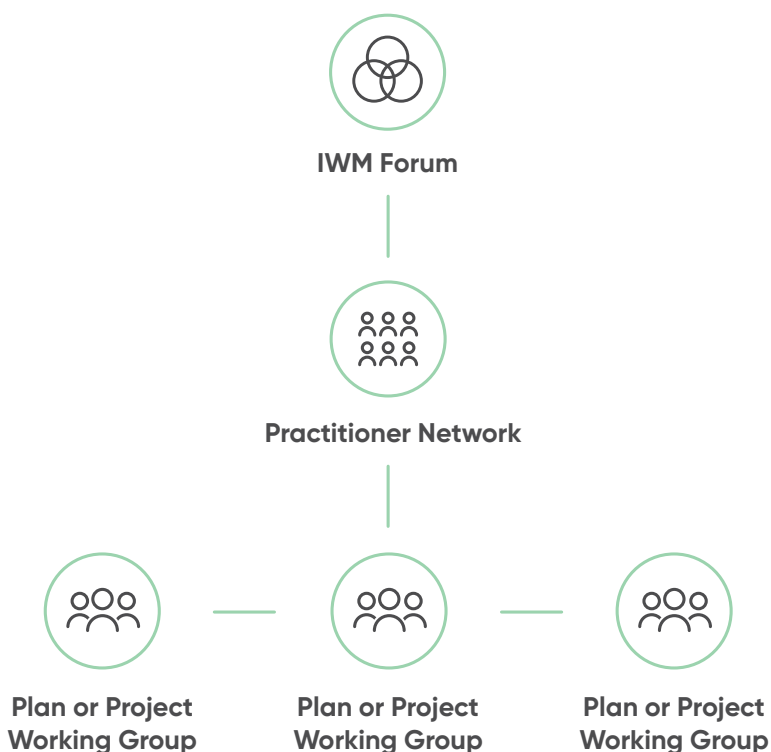 IWM Forum
Practitioner Network
Plan or Project
Working Group
Plan or Project
Working Group
Plan or Project
Working Group